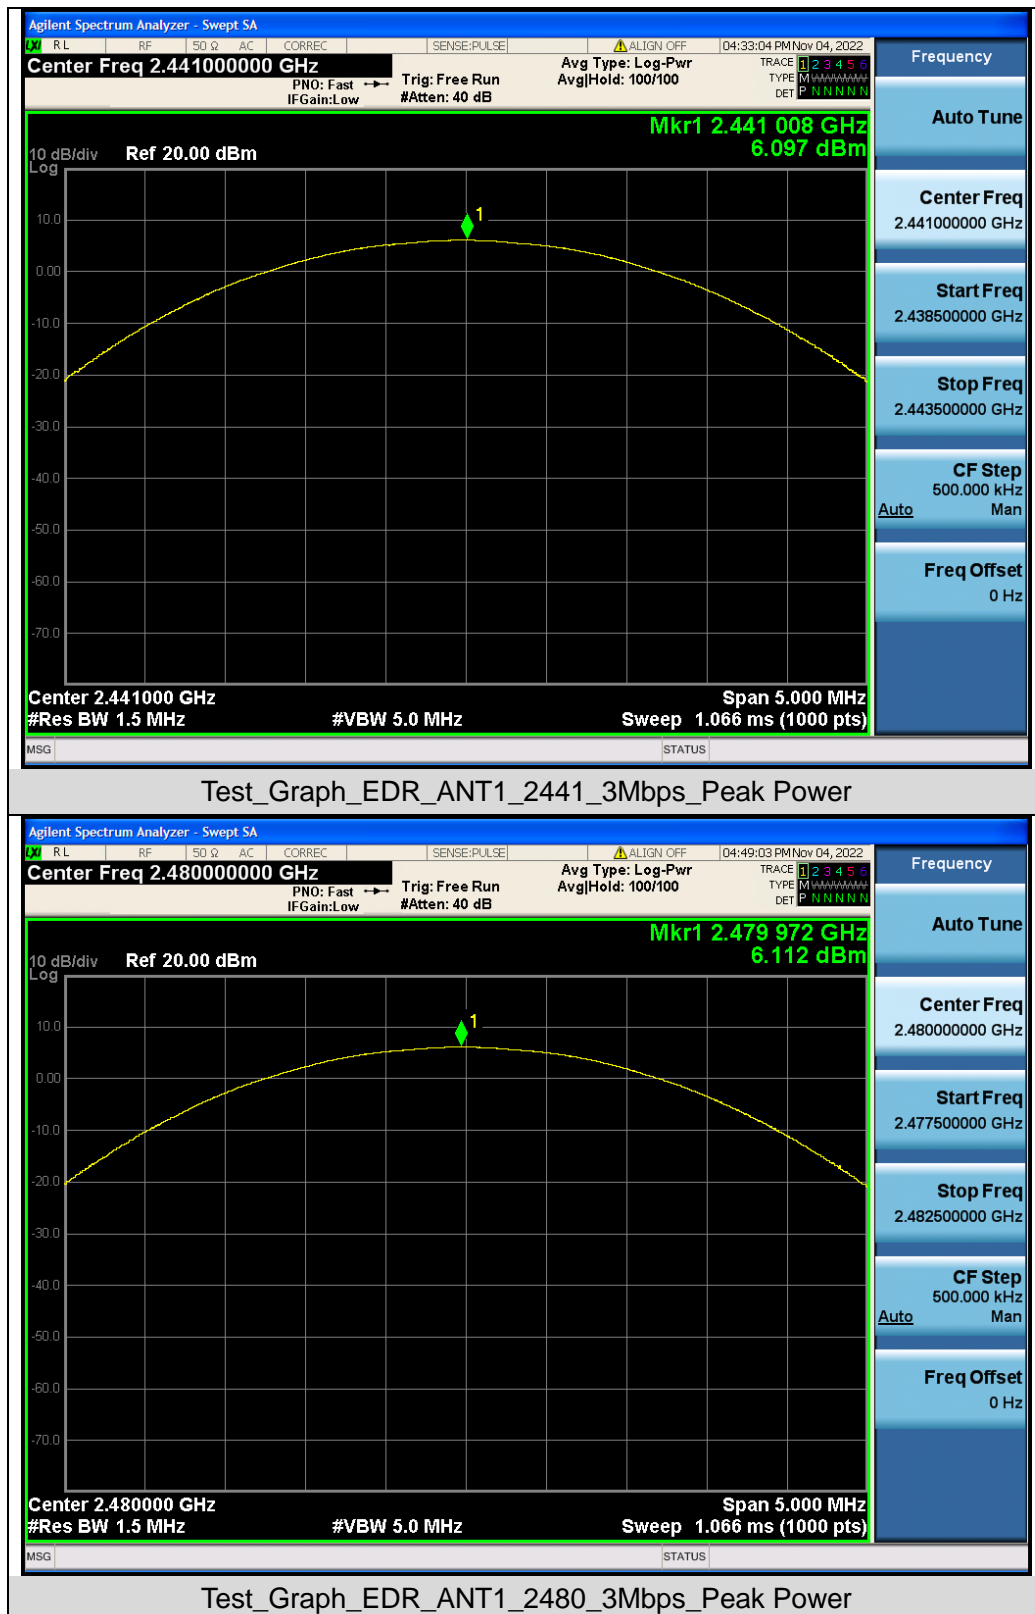 Agilent Spectrum Analyzer - Swept SA
LXI RL RF 50 Ω AC CORREC SENSE:PULSE ALIGN OFF 04:33:04 PM Nov 04, 2022
Center Freq 2.441000000 GHz
PNO: Fast
IFGain:Low
Trig: Free Run
#Atten: 40 dB
Avg Type: Log-Pwr
Avg|Hold: 100/100
TRACE 1 2 3 4 5 6
TYPE M WWWWW
DET P N N N N N
Mkr1 2.441 008 GHz
6.097 dBm
10 dB/div Ref 20.00 dBm
Log
1
10.0
0.00
-10.0
-20.0
-30.0
-40.0
-50.0
-60.0
-70.0
Center 2.441000 GHz Span 5.000 MHz
#Res BW 1.5 MHz #VBW 5.0 MHz Sweep 1.066 ms (1000 pts)
MSG STATUS
Frequency
Auto Tune
Center Freq
2.441000000 GHz
Start Freq
2.438500000 GHz
Stop Freq
2.443500000 GHz
CF Step
500.000 kHz
Auto Man
Freq Offset
0 Hz
Test_Graph_EDR_ANT1_2441_3Mbps_Peak Power
Agilent Spectrum Analyzer - Swept SA
LXI RL RF 50 Ω AC CORREC SENSE:PULSE ALIGN OFF 04:49:03 PM Nov 04, 2022
Center Freq 2.480000000 GHz
PNO: Fast
IFGain:Low
Trig: Free Run
#Atten: 40 dB
Avg Type: Log-Pwr
Avg|Hold: 100/100
TRACE 1 2 3 4 5 6
TYPE M WWWWW
DET P N N N N N
Mkr1 2.479 972 GHz
6.112 dBm
10 dB/div Ref 20.00 dBm
Log
1
10.0
0.00
-10.0
-20.0
-30.0
-40.0
-50.0
-60.0
-70.0
Center 2.480000 GHz Span 5.000 MHz
#Res BW 1.5 MHz #VBW 5.0 MHz Sweep 1.066 ms (1000 pts)
MSG STATUS
Frequency
Auto Tune
Center Freq
2.480000000 GHz
Start Freq
2.477500000 GHz
Stop Freq
2.482500000 GHz
CF Step
500.000 kHz
Auto Man
Freq Offset
0 Hz
Test_Graph_EDR_ANT1_2480_3Mbps_Peak Power